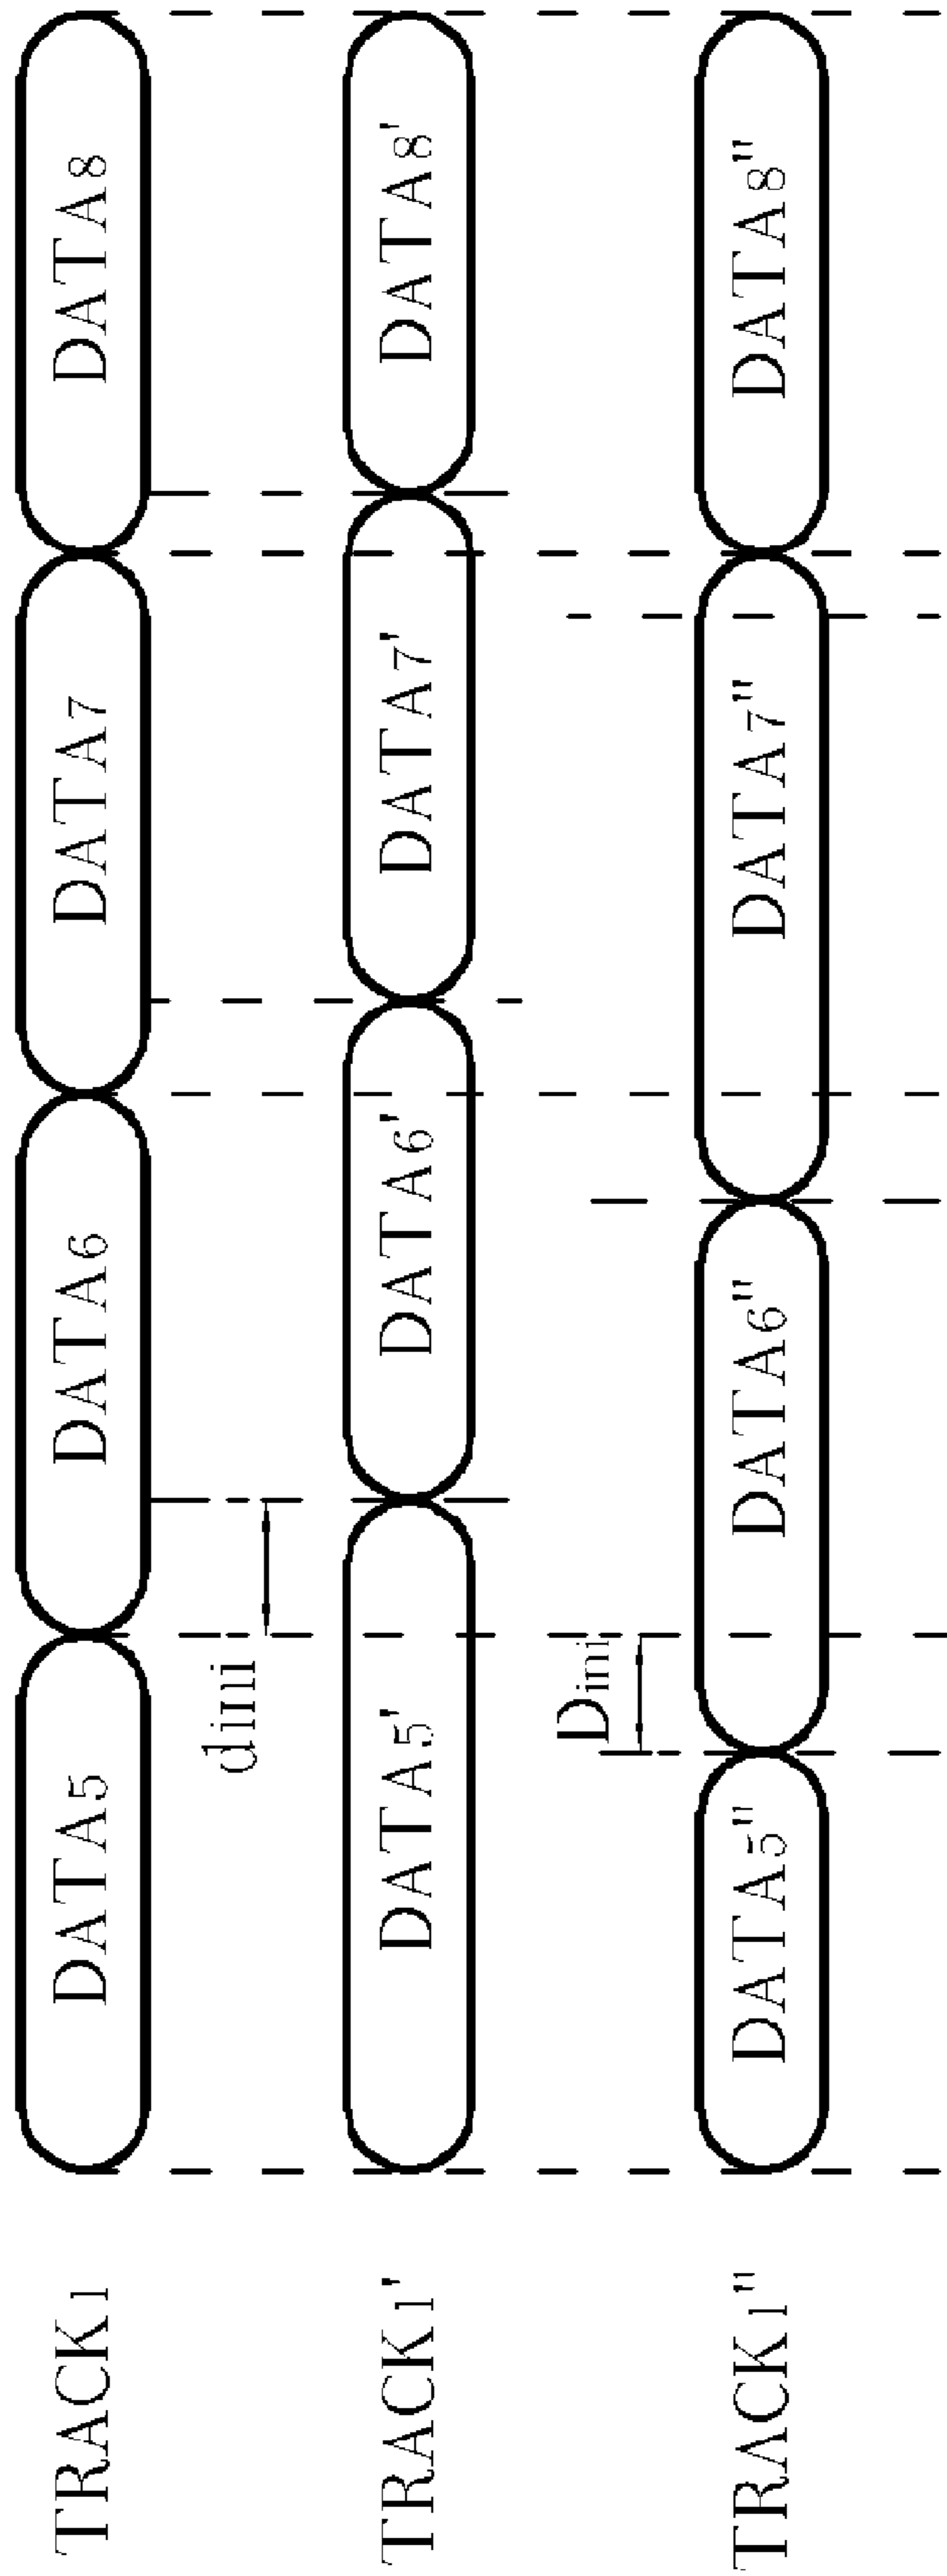 TRACK1 DATA5 DATA6 DATA7 DATA8
dini
TRACK1' DATA5' DATA6' DATA7' DATA8'
Dini
TRACK1" DATA5" DATA6" DATA7" DATA8"